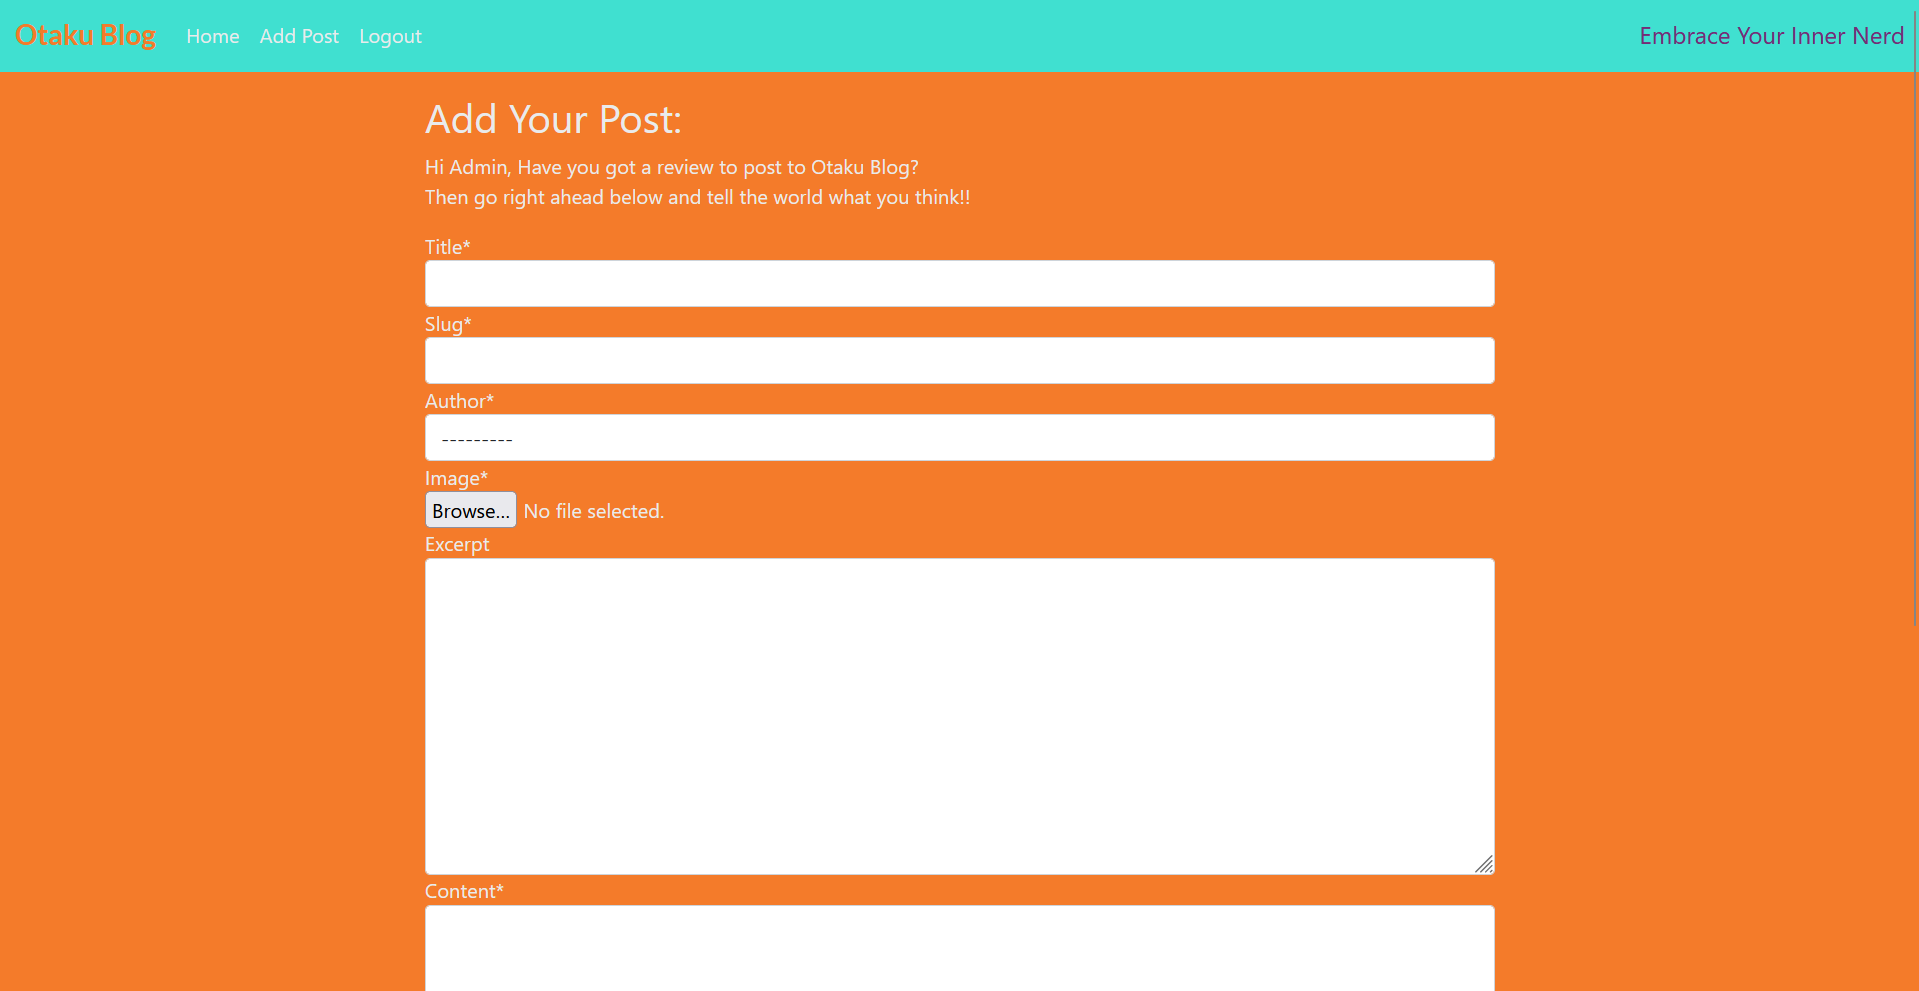 Otaku Blog Home Add Post Logout Embrace Your Inner Nerd
Add Your Post:
Hi Admin, Have you got a review to post to Otaku Blog?
Then go right ahead below and tell the world what you think!!
Title*
Slug*
Author*
---------
Image*
Browse... No file selected.
Excerpt
Content*